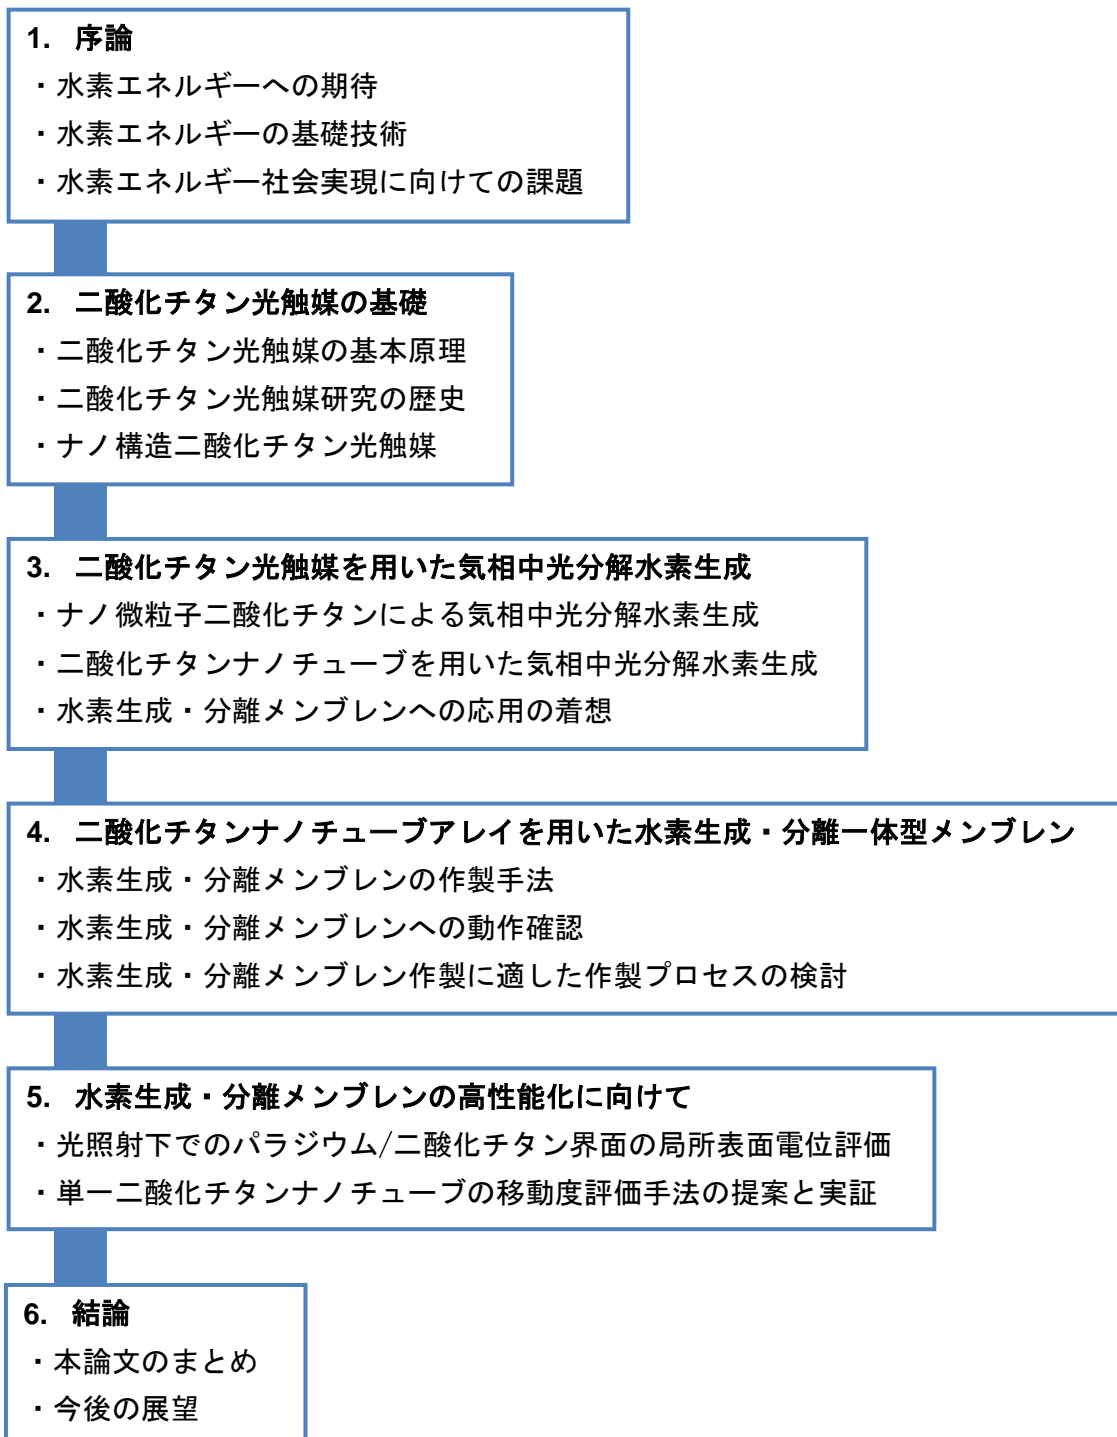 1. 序論
・水素エネルギーへの期待
・水素エネルギーの基礎技術
・水素エネルギー社会実現に向けての課題
2. 二酸化チタン光触媒の基礎
・二酸化チタン光触媒の基本原理
・二酸化チタン光触媒研究の歴史
・ナノ構造二酸化チタン光触媒
3. 二酸化チタン光触媒を用いた気相中光分解水素生成
・ナノ微粒子二酸化チタンによる気相中光分解水素生成
・二酸化チタンナノチューブを用いた気相中光分解水素生成
・水素生成・分離メンブレンへの応用の着想
4. 二酸化チタンナノチューブアレイを用いた水素生成・分離一体型メンブレン
・水素生成・分離メンブレンの作製手法
・水素生成・分離メンブレンへの動作確認
・水素生成・分離メンブレン作製に適した作製プロセスの検討
5. 水素生成・分離メンブレンの高性能化に向けて
・光照射下でのパラジウム/二酸化チタン界面の局所表面電位評価
・単一二酸化チタンナノチューブの移動度評価手法の提案と実証
6. 結論
・本論文のまとめ
・今後の展望